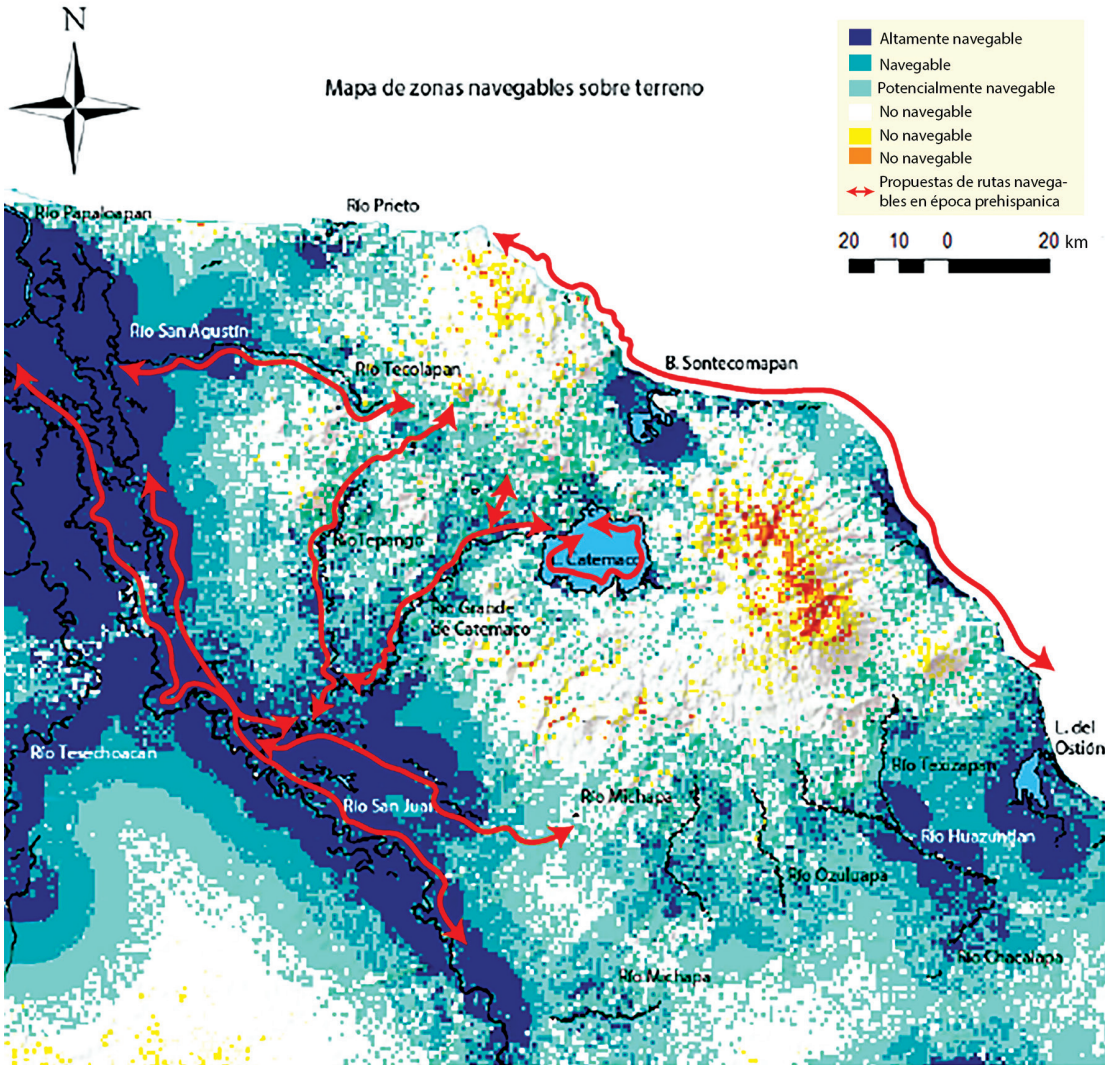 N
Mapa de zonas navegables sobre terreno
Altamente navegable
Navegable
Potencialmente navegable
No navegable
No navegable
No navegable
Propuestas de rutas navega-
bles en época prehispanica
20 10 0 20 km
Río Papaloapan
Río Prieto
Río San Agustín
Río Tecolapan
B. Sontecomapan
Río Tepango
L. Catemaco
Río Grande
de Catemaco
Río Tesechoacan
Río San Juan
Río Michapa
L. del
Ostión
Río Texizapan
Río Huazuntlan
Río Ozuluapa
Río Chacalapa
Río Michapa